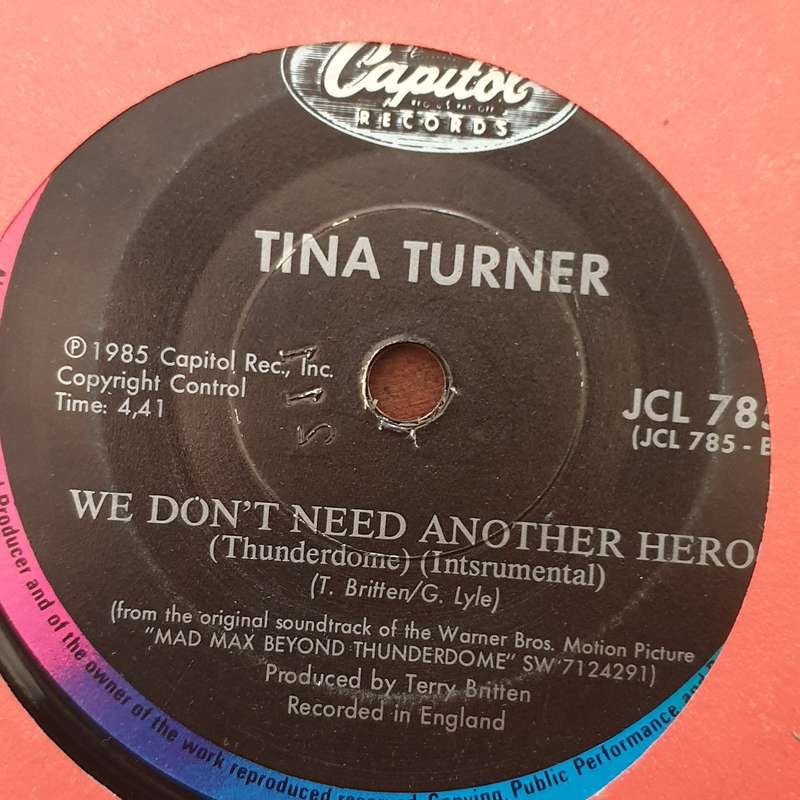 Capitol
RECORDS
TINA TURNER
℗ 1985 Capitol Rec., Inc.
Copyright Control
Time: 4,41
JCL 785
(JCL 785 - B
WE DON'T NEED ANOTHER HERO
(Thunderdome) (Intsrumental)
(T. Britten/G. Lyle)
(from the original soundtrack of the Warner Bros. Motion Picture
"MAD MAX BEYOND THUNDERDOME" SW 7124291)
Produced by Terry Britten
Recorded in England
Producer and of the owner of the work reproduced reserved. Copying, Public Performance and